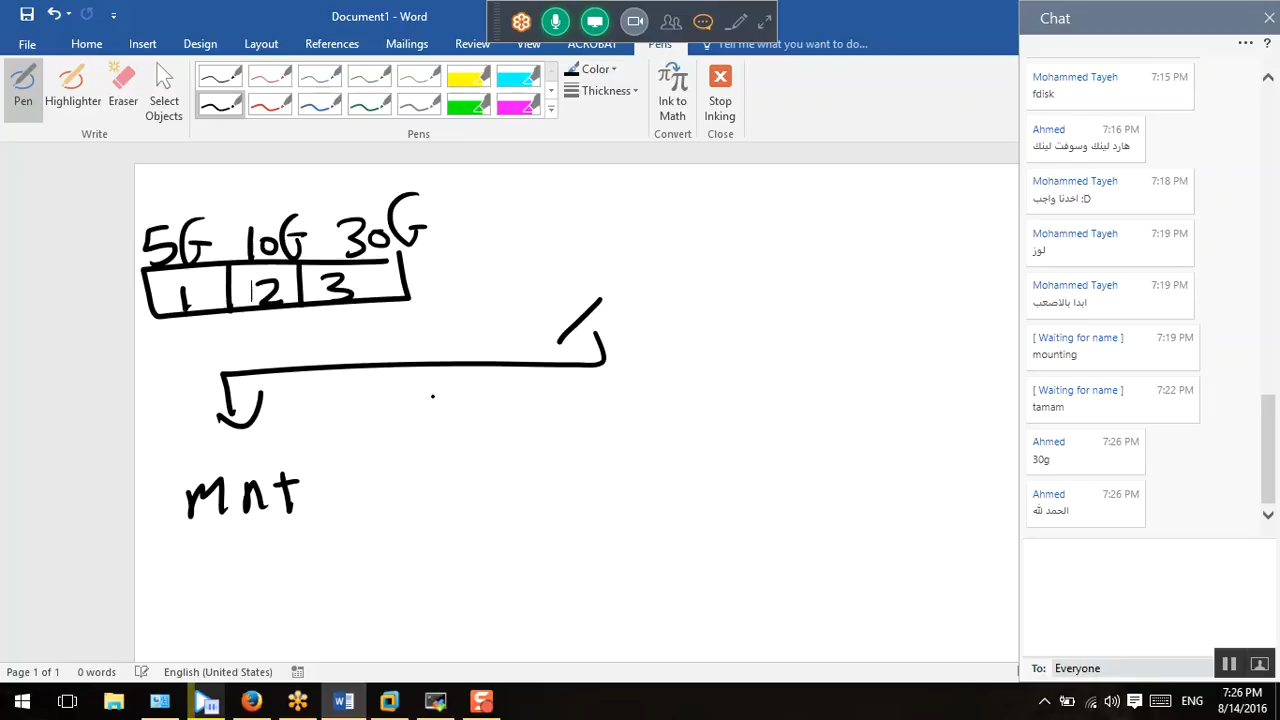 Document1 - Word
File
Home
Insert
Design
Layout
References
Mailings
Review
View
ACROBAT
Pens
Tell me what you want to do...
Pen
Highlighter
Eraser
Select Objects
Color
Thickness
Ink to Math
Stop Inking
Write
Pens
Convert
Close
5G 10G 30G
1 2 3
/
mnt
Chat
Mohammed Tayeh 7:15 PM
fdisk
Ahmed 7:16 PM
هارد لينك وسوفت لينك
Mohammed Tayeh 7:18 PM
اخدنا واجب :D
Mohammed Tayeh 7:19 PM
لوز
Mohammed Tayeh 7:19 PM
ابدا بالاصعب
[ Waiting for name ] 7:19 PM
mounting
[ Waiting for name ] 7:22 PM
tamam
Ahmed 7:26 PM
30g
Ahmed 7:26 PM
الحمد لله
To: Everyone
Page 1 of 1
0 words
English (United States)
ENG
7:26 PM
8/14/2016